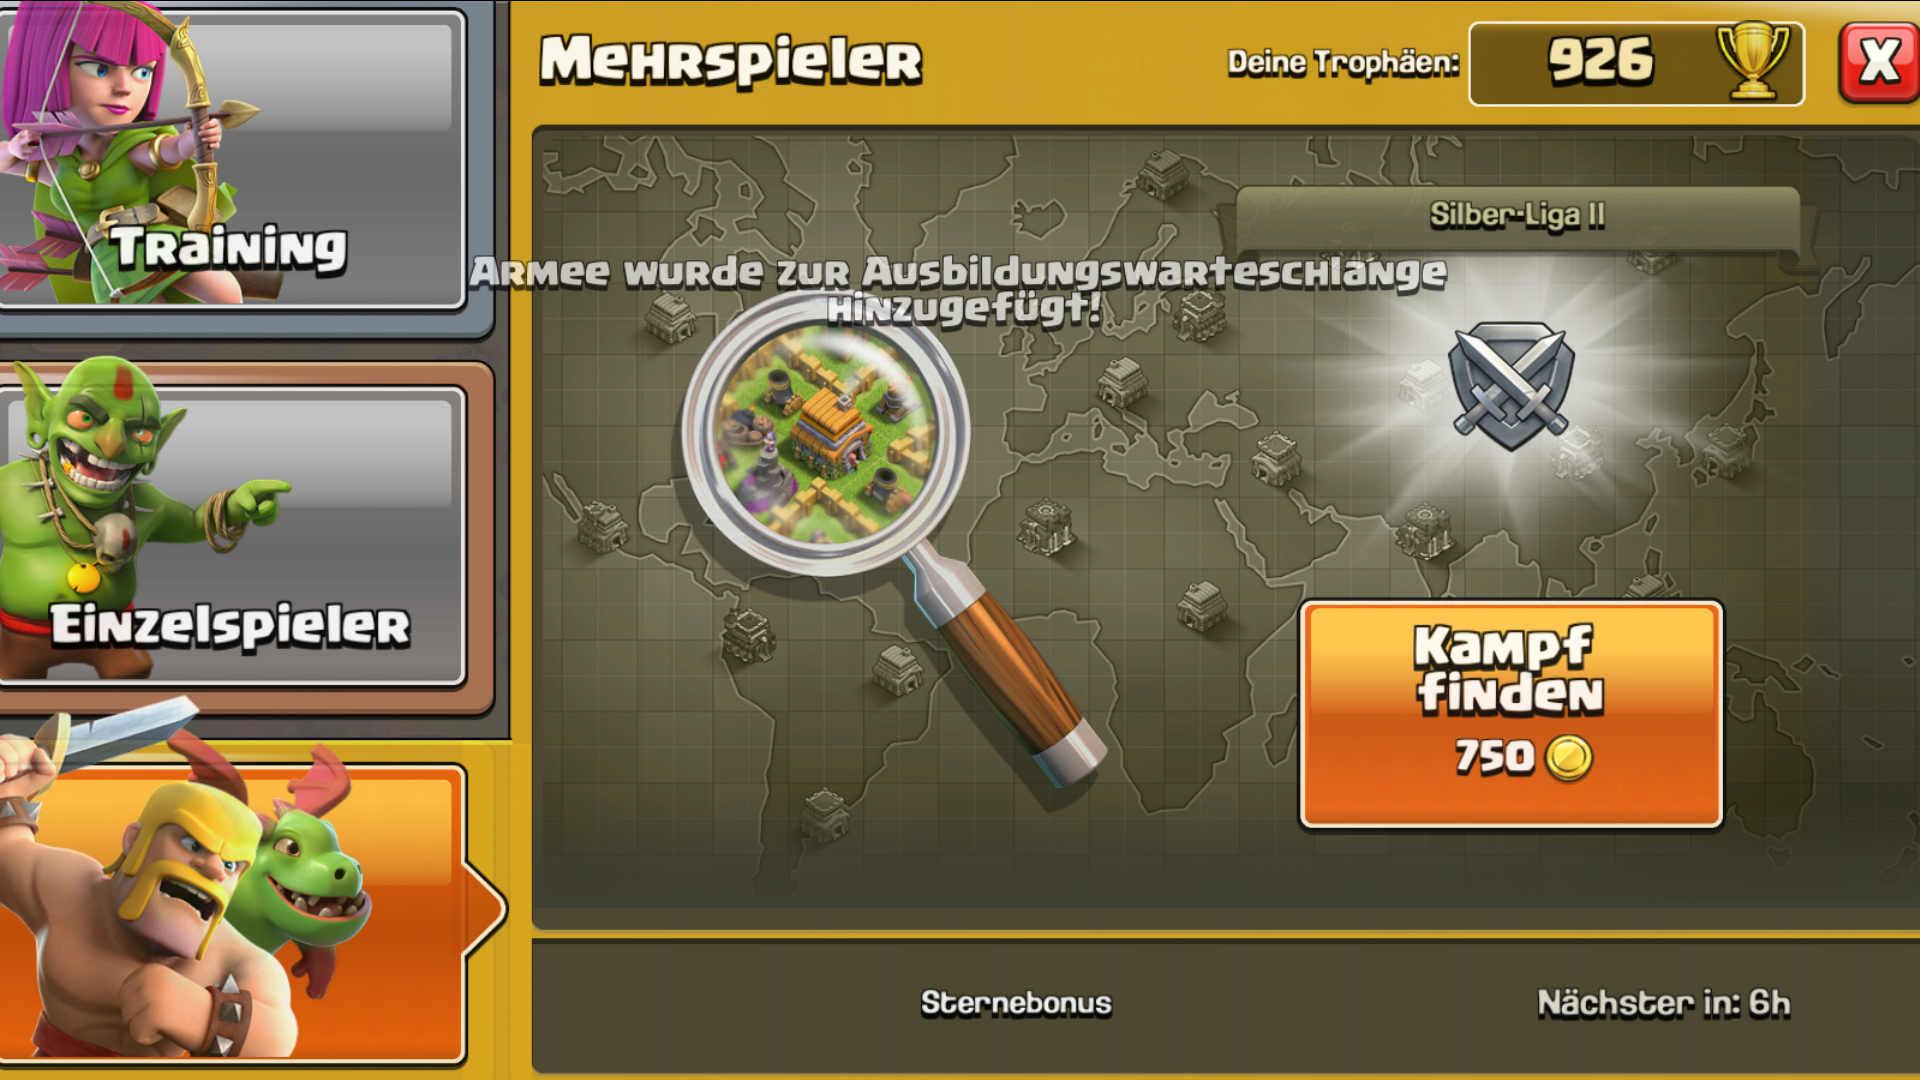 Mehrspieler
Deine Trophäen: 926
X
Training
Silber-Liga II
Armee wurde zur Ausbildungswarteschlange
hinzugefügt!
Einzelspieler
Kampf
finden
750
Sternebonus
Nächster in: 6h